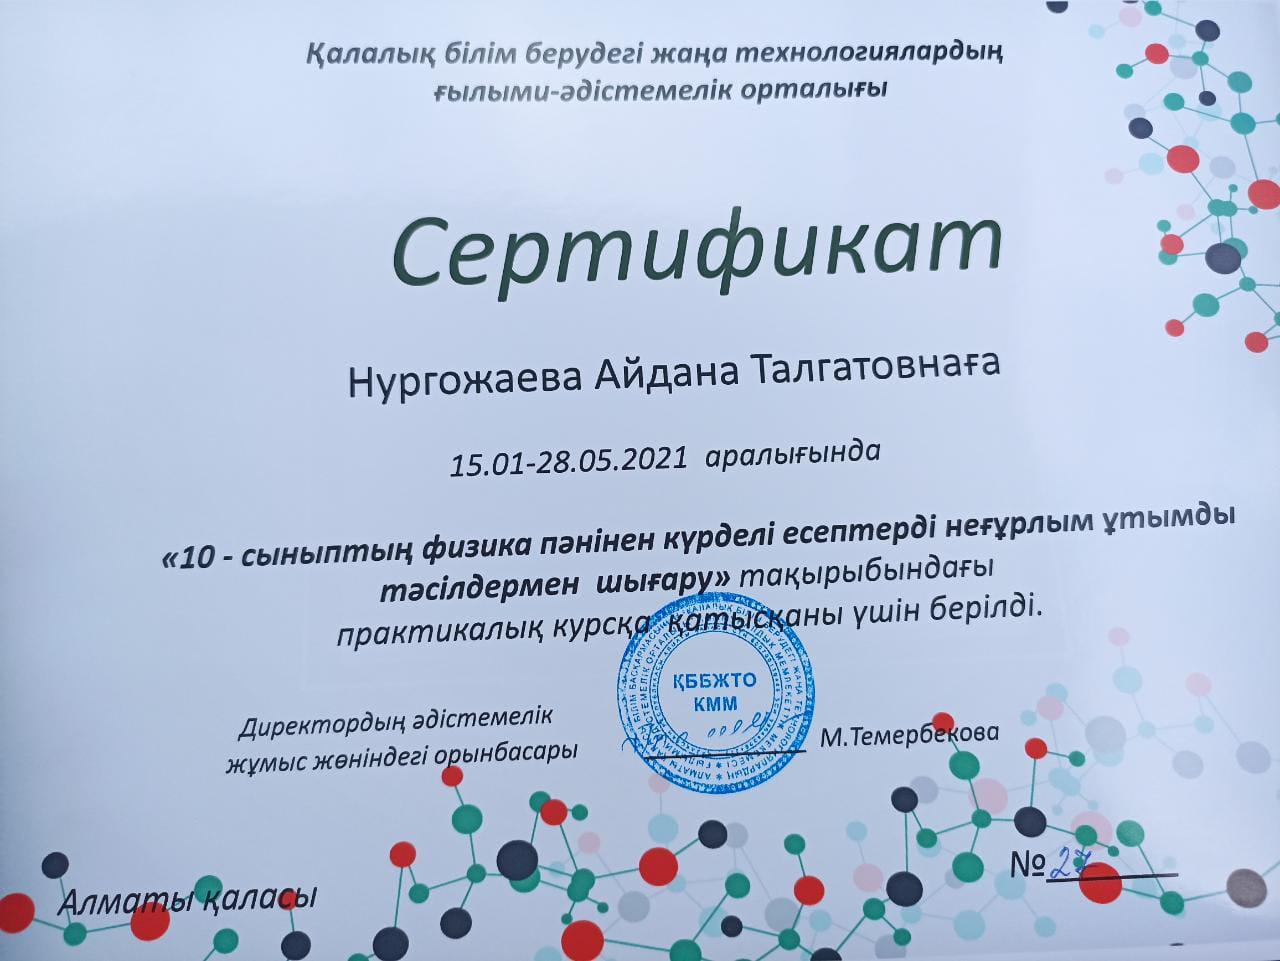 Қалалық білім берудегі жаңа технологиялардың
ғылыми-әдістемелік орталығы
Сертификат
Нургожаева Айдана Талгатовнаға
15.01-28.05.2021 аралығында
«10 - сыныптың физика пәнінен күрделі есептерді неғұрлым ұтымды
тәсілдермен шығару» тақырыбындағы
практикалық курсқа қатысқаны үшін берілді.
ҚББЖТО
КММ
Директордың әдістемелік
жұмыс жөніндегі орынбасары
М.Темербекова
№ 27
Алматы қаласы